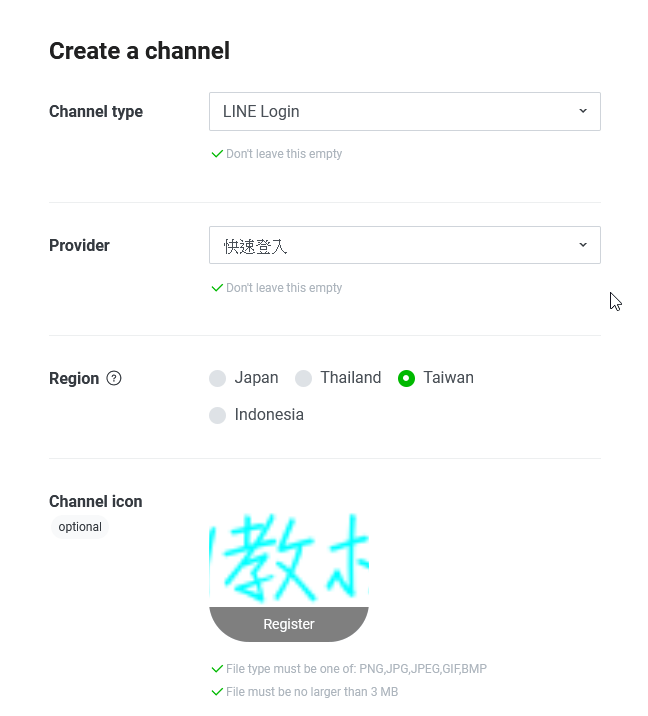 Create a channel
Channel type
LINE Login
Don't leave this empty
Provider
快速登入
Don't leave this empty
Region ?
Japan Thailand Taiwan
Indonesia
Channel icon
optional
教
Register
File type must be one of: PNG,JPG,JPEG,GIF,BMP
File must be no larger than 3 MB